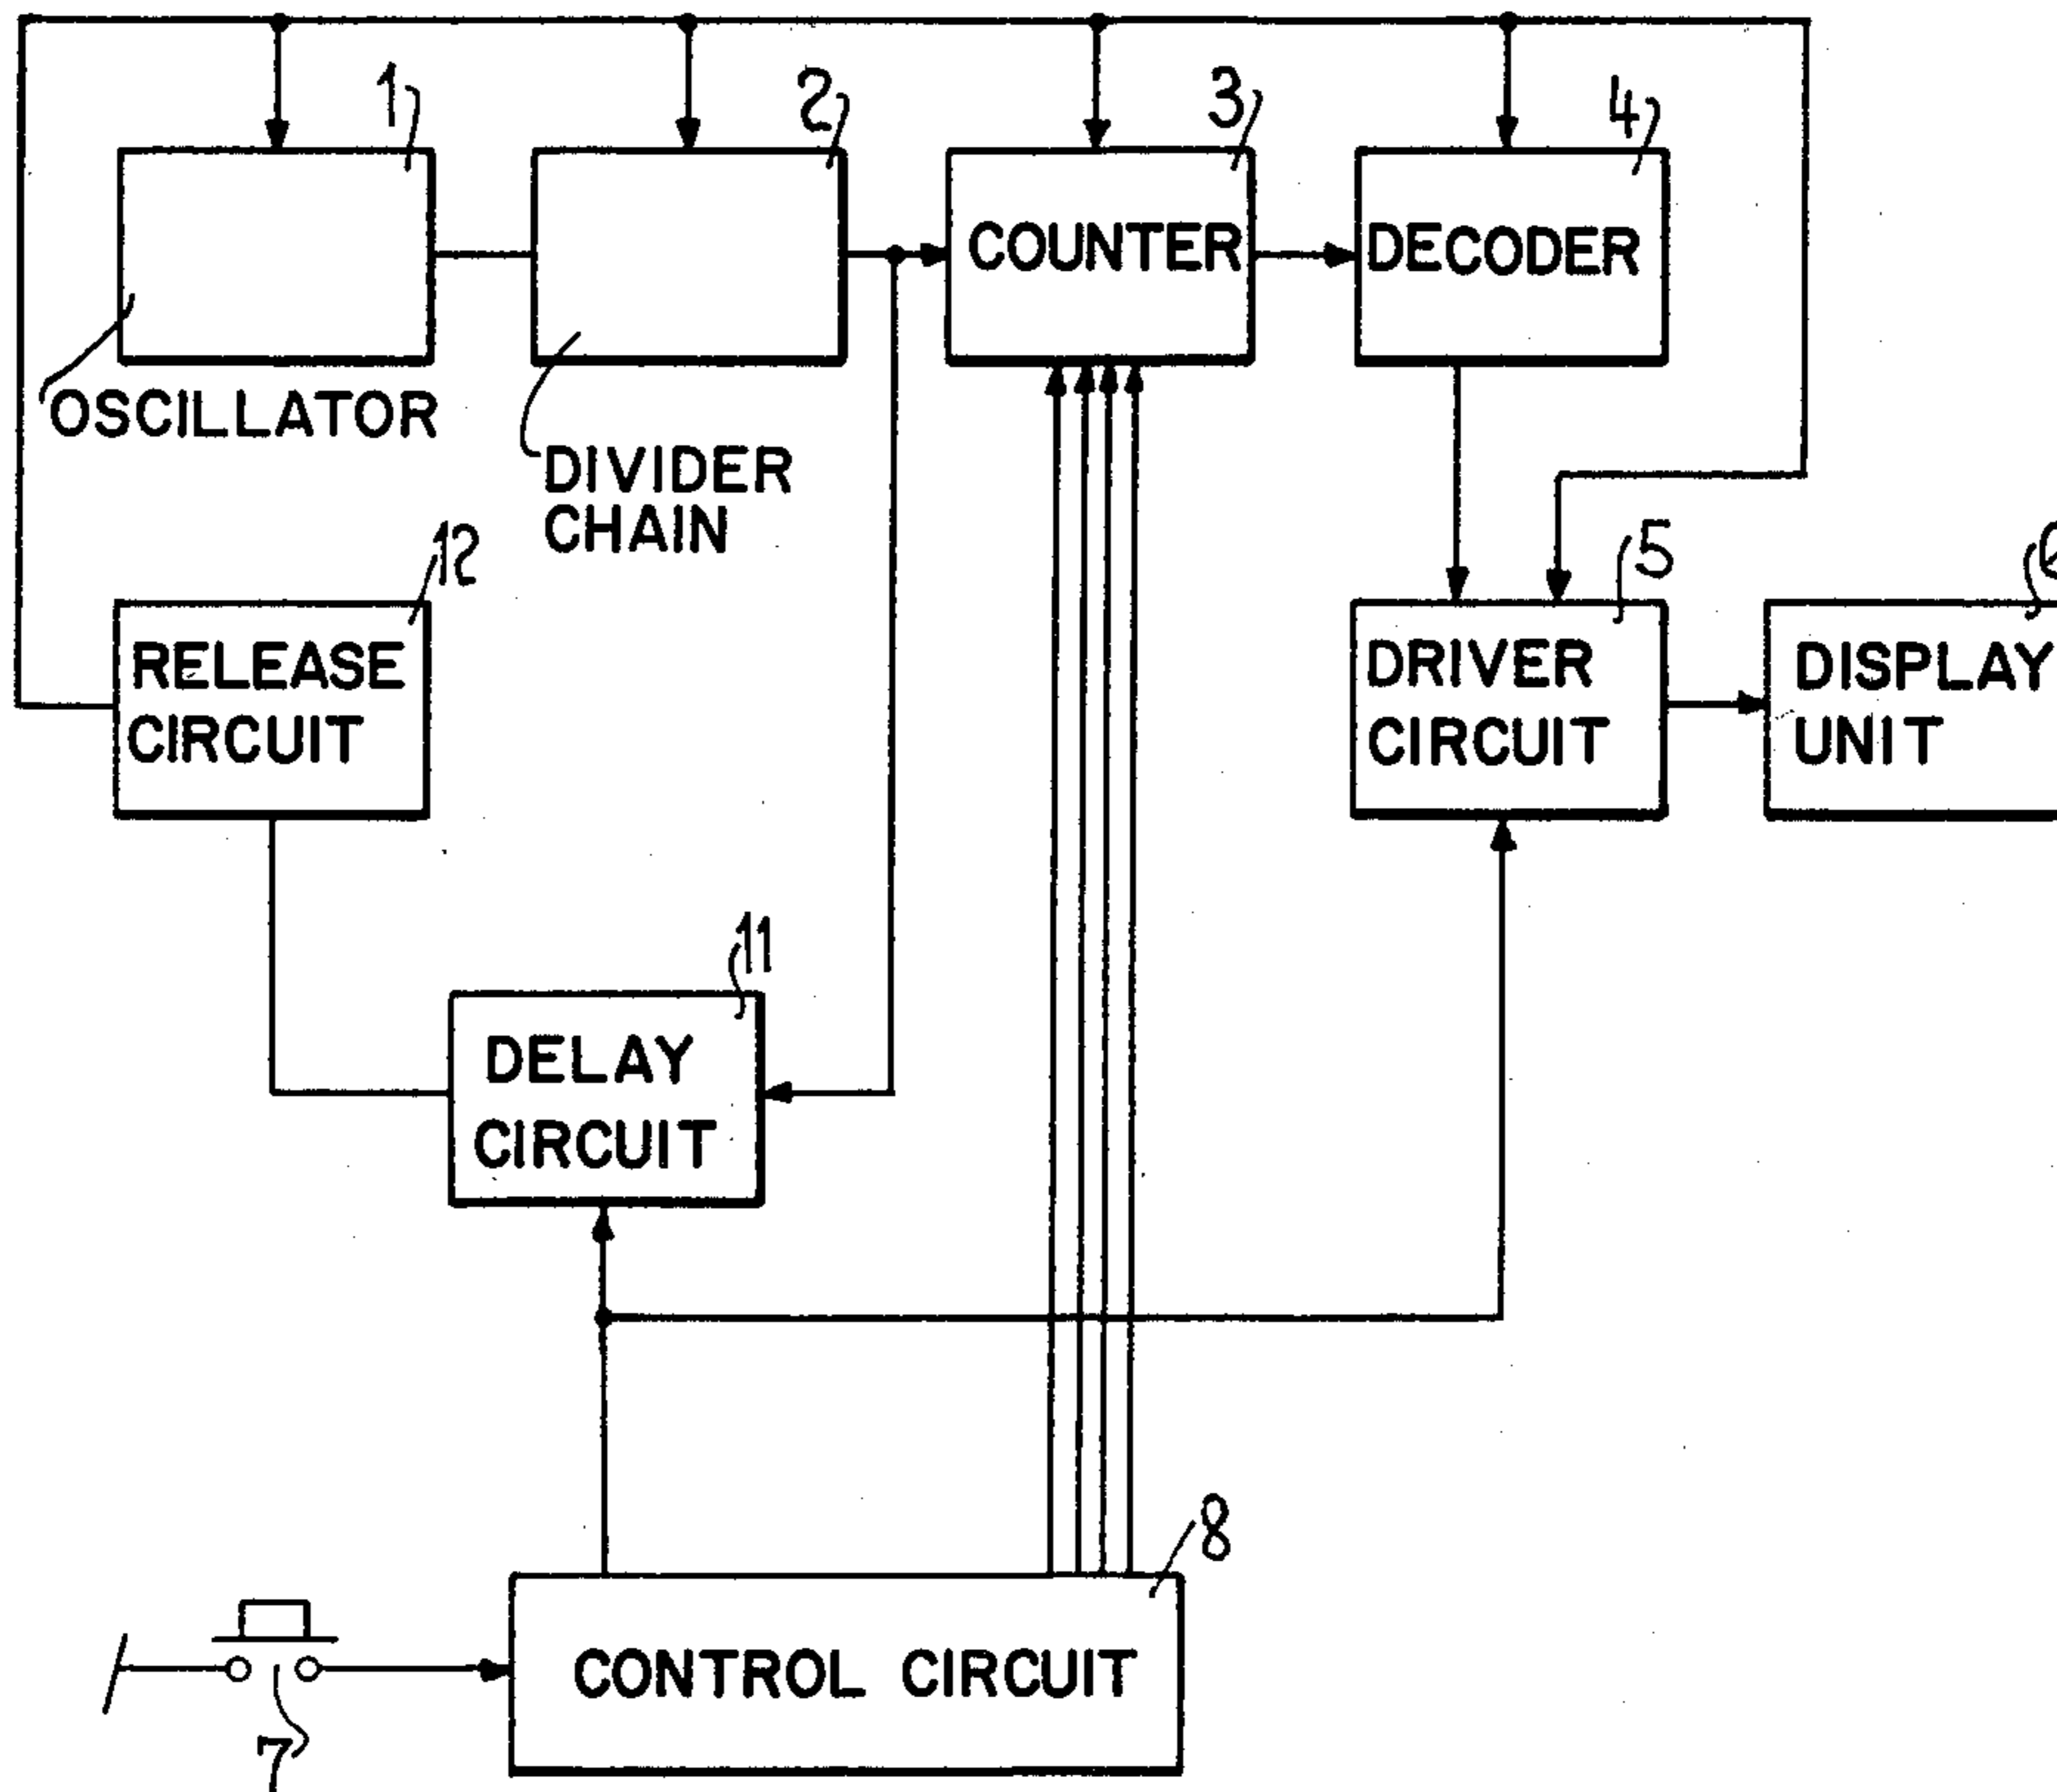 1
2
3
4
COUNTER
DECODER
OSCILLATOR
DIVIDER
CHAIN
12
5
6
RELEASE
CIRCUIT
DRIVER
CIRCUIT
DISPLAY
UNIT
11
DELAY
CIRCUIT
8
CONTROL CIRCUIT
7